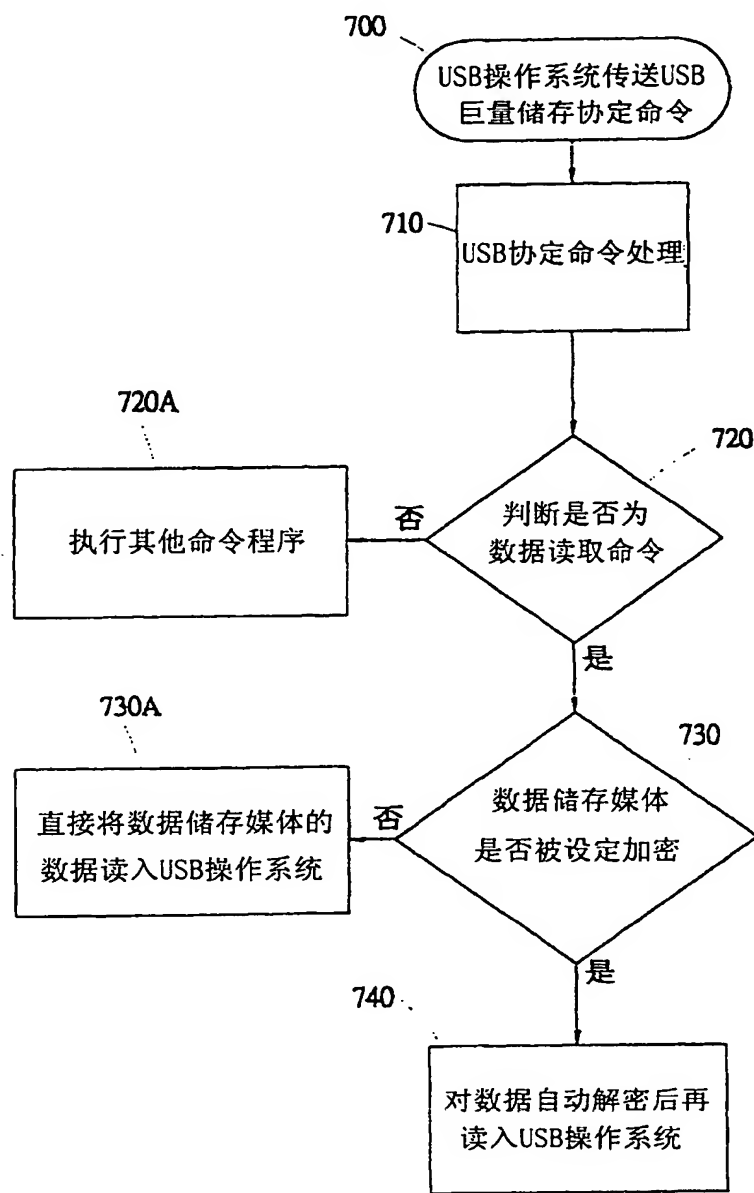 700
USB操作系统传送USB
巨量储存协定命令
710
USB协定命令处理
720A
执行其他命令程序
否
720
判断是否为
数据读取命令
是
730A
直接将数据储存媒体的
数据读入USB操作系统
否
730
数据储存媒体
是否被设定加密
是
740
对数据自动解密后再
读入USB操作系统